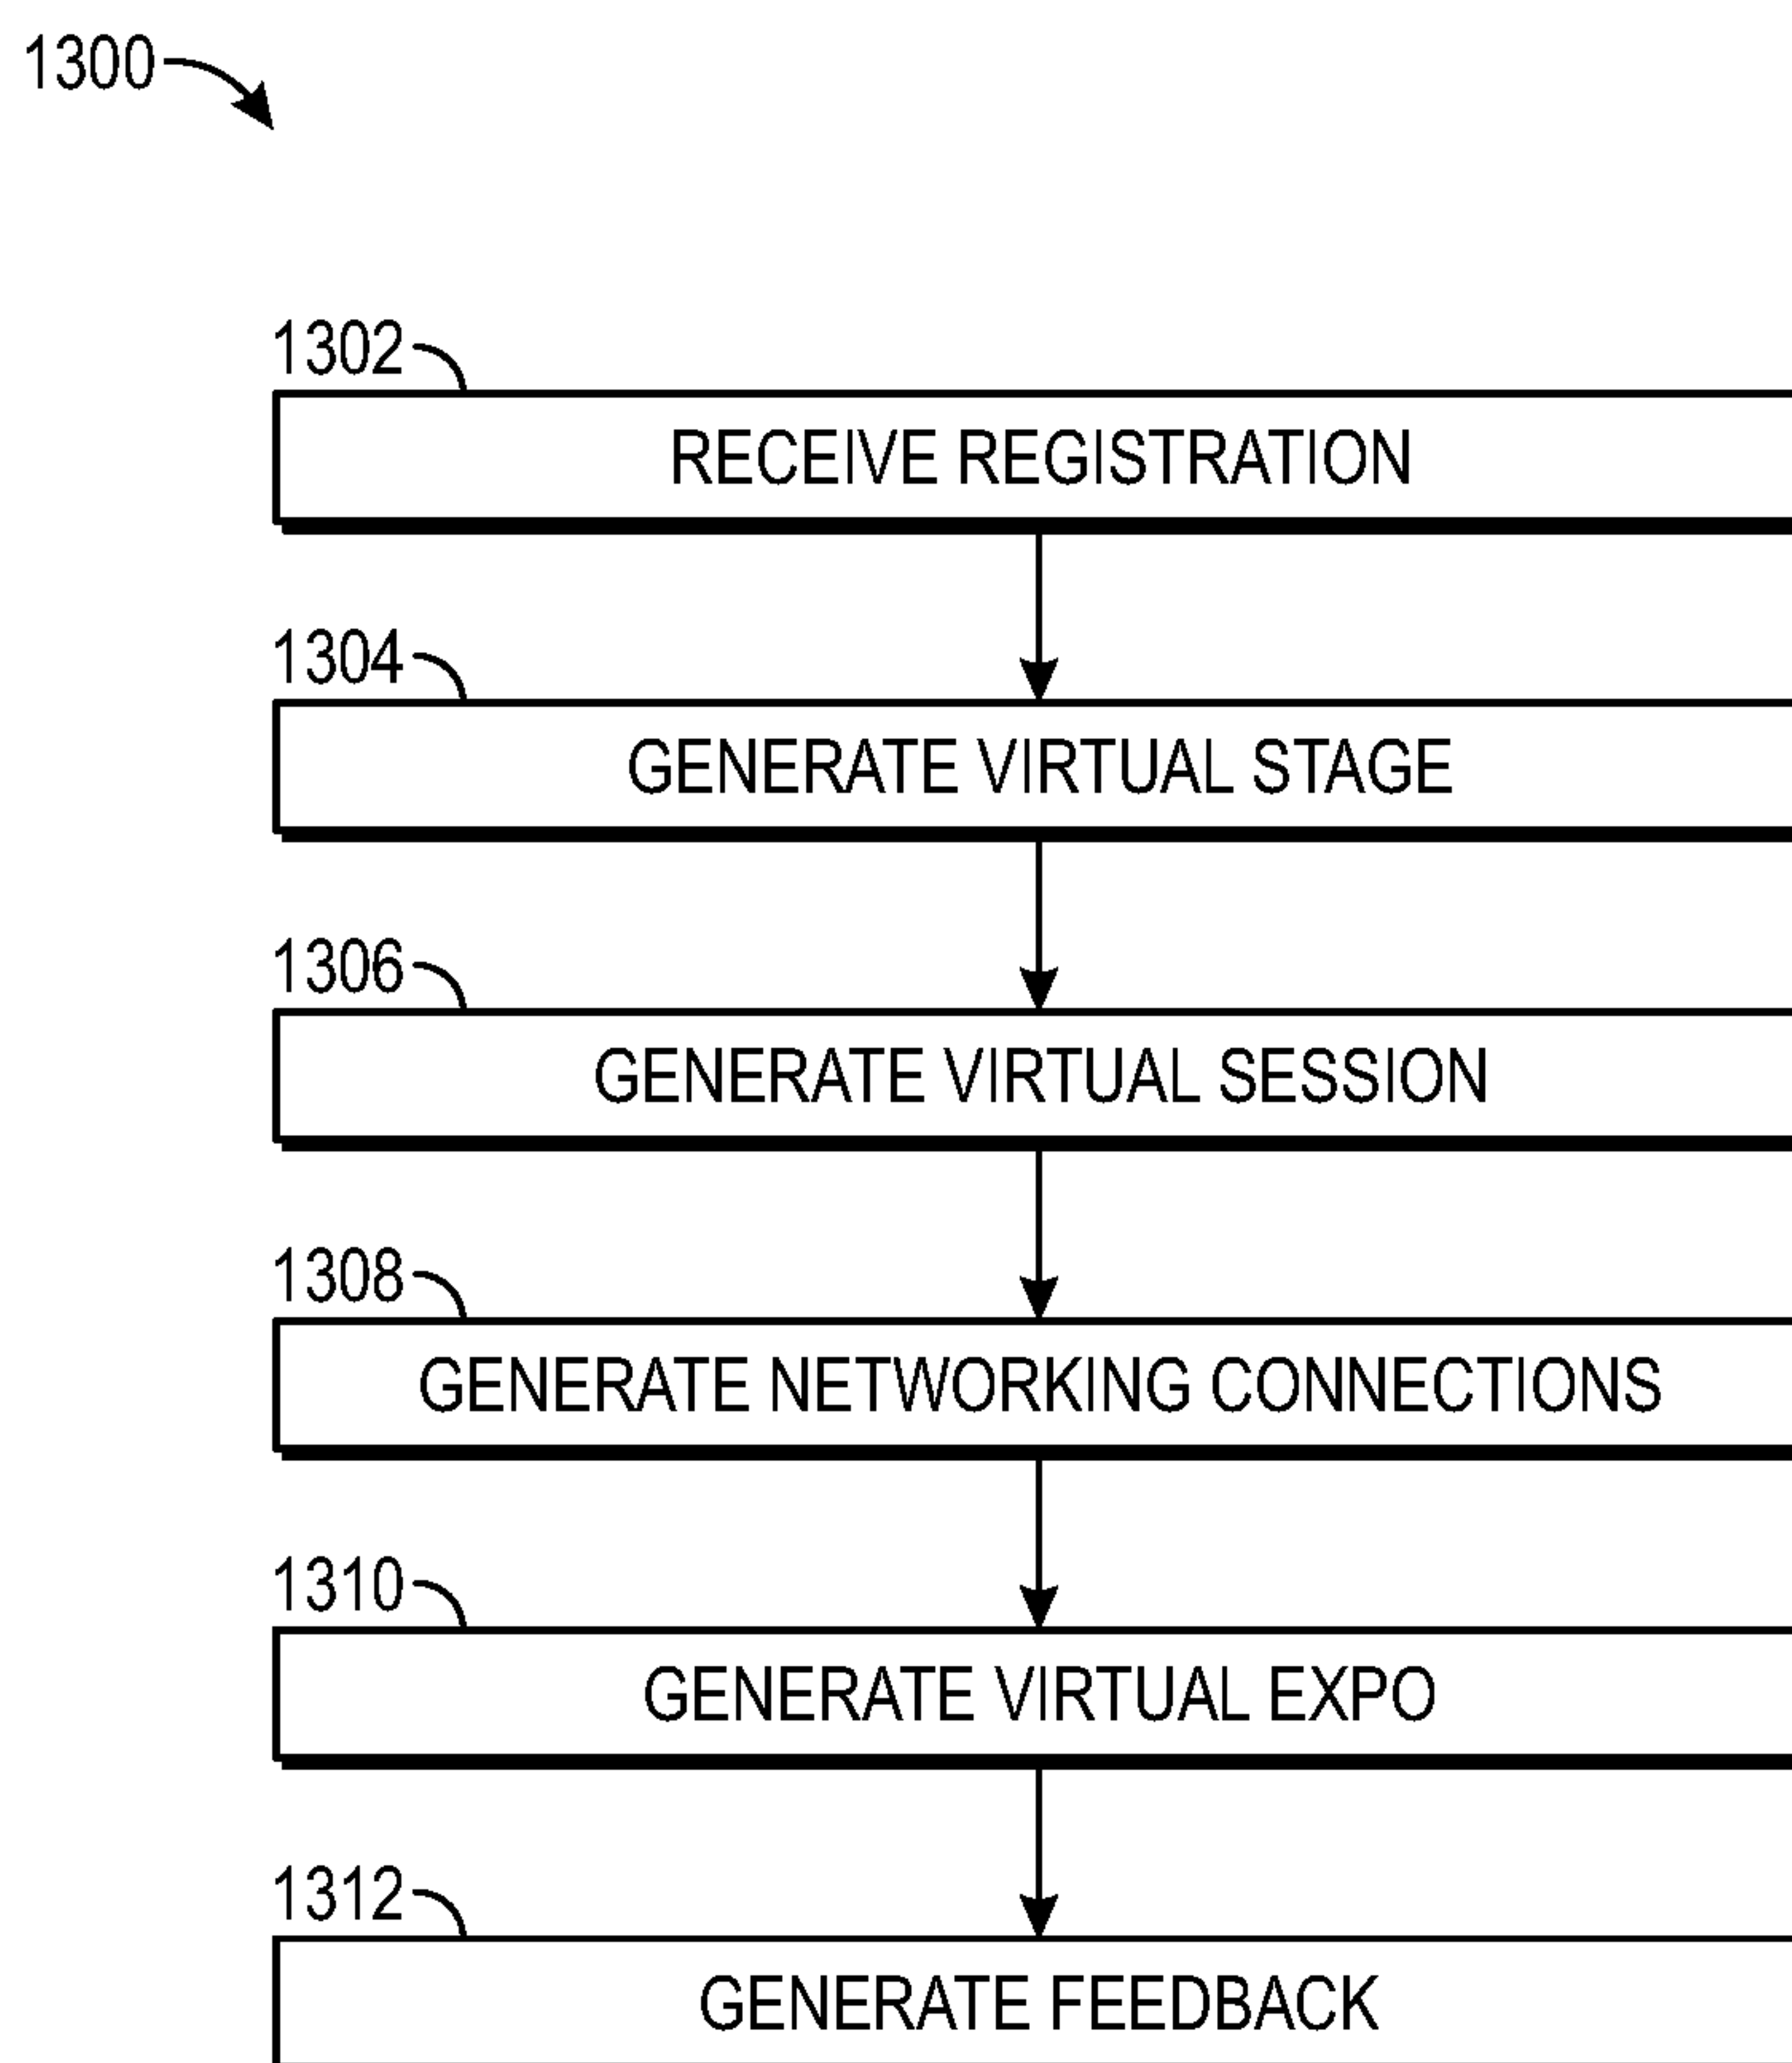 1300
1302
RECEIVE REGISTRATION
1304
GENERATE VIRTUAL STAGE
1306
GENERATE VIRTUAL SESSION
1308
GENERATE NETWORKING CONNECTIONS
1310
GENERATE VIRTUAL EXPO
1312
GENERATE FEEDBACK